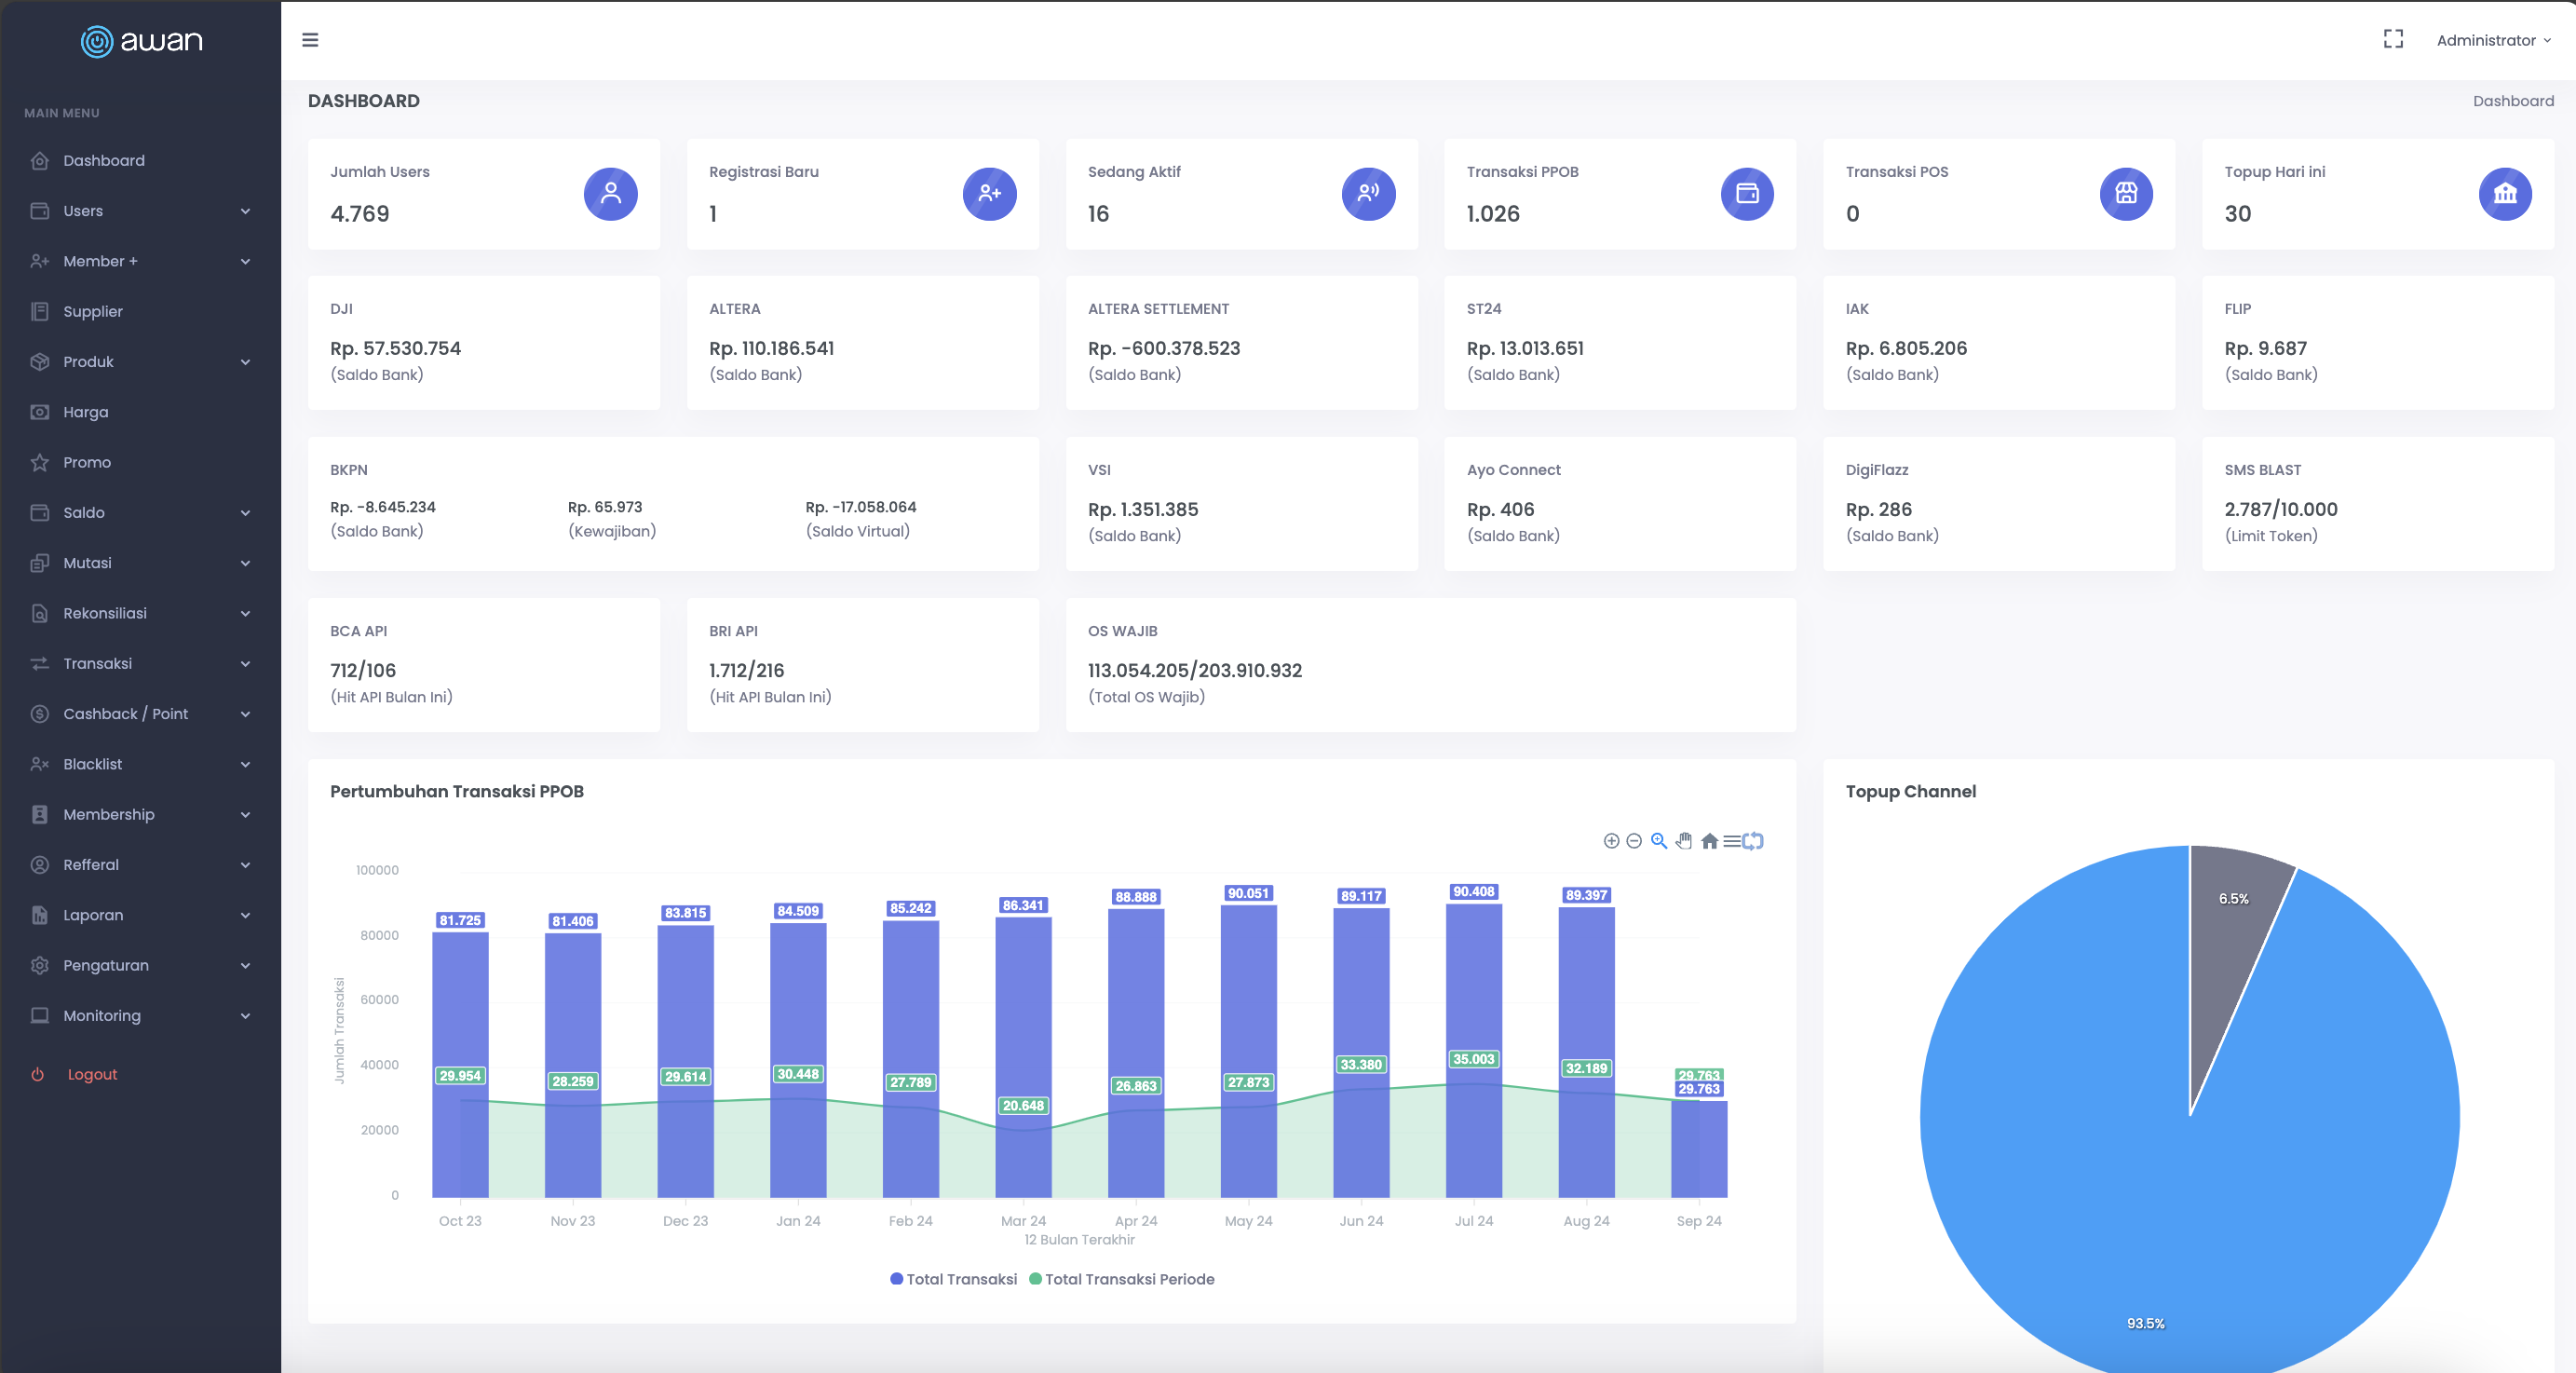 awan
Administrator
MAIN MENU
Dashboard
Users
Member +
Supplier
Produk
Harga
Promo
Saldo
Mutasi
Rekonsiliasi
Transaksi
Cashback / Point
Blacklist
Membership
Refferal
Laporan
Pengaturan
Monitoring
Logout
DASHBOARD
Dashboard
Jumlah Users
4.769
Registrasi Baru
1
Sedang Aktif
16
Transaksi PPOB
1.026
Transaksi POS
0
Topup Hari ini
30
DJI
Rp. 57.530.754
(Saldo Bank)
ALTERA
Rp. 110.186.541
(Saldo Bank)
ALTERA SETTLEMENT
Rp. -600.378.523
(Saldo Bank)
ST24
Rp. 13.013.651
(Saldo Bank)
IAK
Rp. 6.805.206
(Saldo Bank)
FLIP
Rp. 9.687
(Saldo Bank)
BKPN
Rp. -8.645.234
(Saldo Bank)
Rp. 65.973
(Kewajiban)
Rp. -17.058.064
(Saldo Virtual)
VSI
Rp. 1.351.385
(Saldo Bank)
Ayo Connect
Rp. 406
(Saldo Bank)
DigiFlazz
Rp. 286
(Saldo Bank)
SMS BLAST
2.787/10.000
(Limit Token)
BCA API
712/106
(Hit API Bulan Ini)
BRI API
1.712/216
(Hit API Bulan Ini)
OS WAJIB
113.054.205/203.910.932
(Total OS Wajib)
Pertumbuhan Transaksi PPOB
Jumlah Transaksi
100000
80000
60000
40000
20000
0
81.725
81.406
83.815
84.509
85.242
86.341
88.888
90.051
89.117
90.408
89.397
29.763
29.954
28.259
29.614
30.448
27.789
20.648
26.863
27.873
33.380
35.003
32.189
29.763
Oct 23
Nov 23
Dec 23
Jan 24
Feb 24
Mar 24
Apr 24
May 24
Jun 24
Jul 24
Aug 24
Sep 24
12 Bulan Terakhir
Total Transaksi
Total Transaksi Periode
Topup Channel
6.5%
93.5%